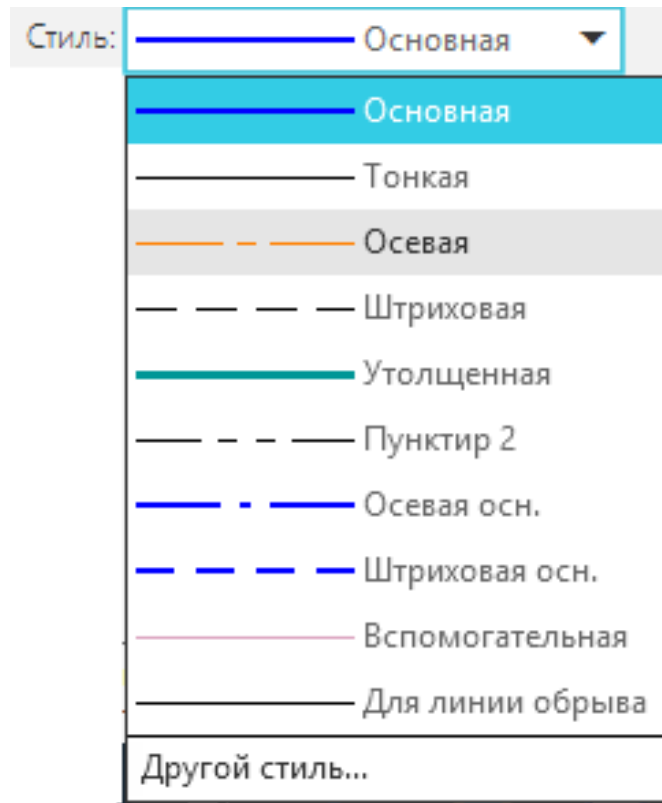 Стиль: Основная
Основная
Тонкая
Осевая
Штриховая
Утолщенная
Пунктир 2
Осевая осн.
Штриховая осн.
Вспомогательная
Для линии обрыва
Другой стиль...